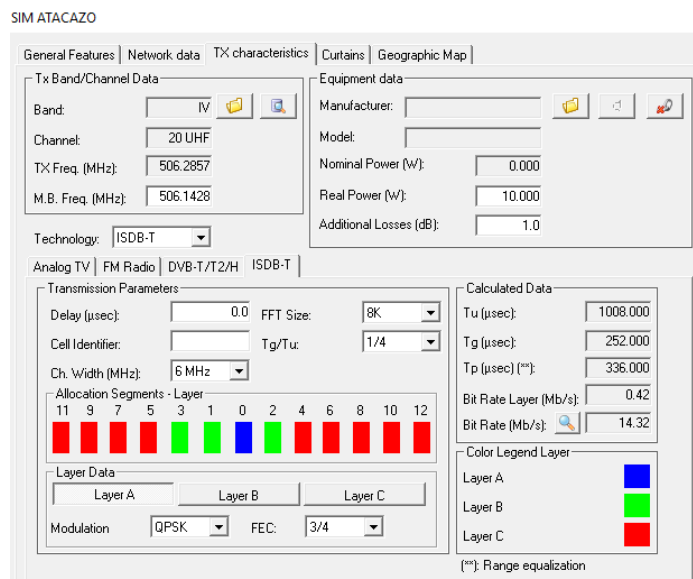 SIM ATACAZO
General Features Network data TX characteristics Curtains Geographic Map
Tx Band/Channel Data
Band: IV
Channel: 20 UHF
TX Freq. (MHz): 506.2857
M.B. Freq. (MHz): 506.1428
Equipment data
Manufacturer:
Model:
Nominal Power (W): 0.000
Real Power (W): 10.000
Additional Losses (dB): 1.0
Technology: ISDB-T
Analog TV FM Radio DVB-T/T2/H ISDB-T
Transmission Parameters
Delay (µsec): 0.0 FFT Size: 8K
Cell Identifier: Tg/Tu: 1/4
Ch. Width (MHz): 6 MHz
Allocation Segments - Layer
11 9 7 5 3 1 0 2 4 6 8 10 12
Layer Data
Layer A Layer B Layer C
Modulation QPSK FEC: 3/4
Calculated Data
Tu (µsec): 1008.000
Tg (µsec): 252.000
Tp (µsec) (**): 336.000
Bit Rate Layer (Mb/s): 0.42
Bit Rate (Mb/s): 14.32
Color Legend Layer
Layer A
Layer B
Layer C
(**): Range equalization